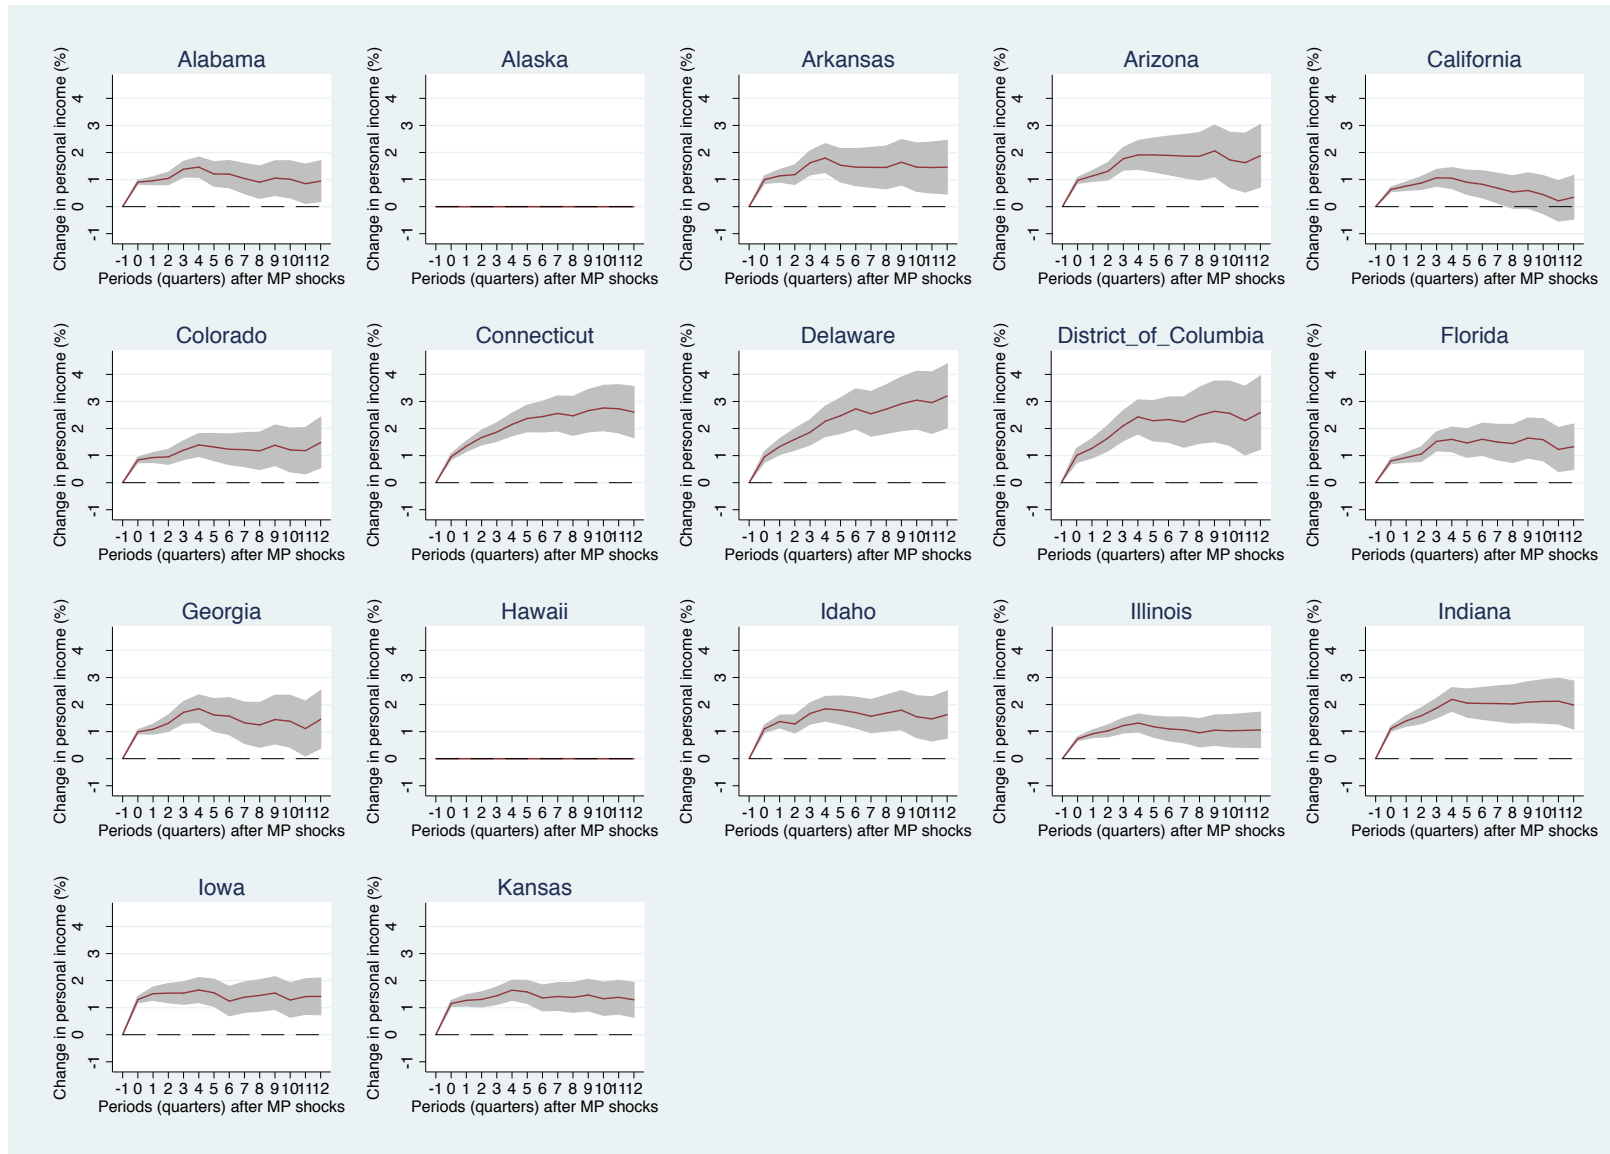 Alabama
Change in personal income (%)
-1 0 1 2 3 4
-1 0 1 2 3 4 5 6 7 8 9 10 11 12
Periods (quarters) after MP shocks
Alaska
Change in personal income (%)
-1 0 1 2 3 4
-1 0 1 2 3 4 5 6 7 8 9 10 11 12
Periods (quarters) after MP shocks
Arkansas
Change in personal income (%)
-1 0 1 2 3 4
-1 0 1 2 3 4 5 6 7 8 9 10 11 12
Periods (quarters) after MP shocks
Arizona
Change in personal income (%)
-1 0 1 2 3 4
-1 0 1 2 3 4 5 6 7 8 9 10 11 12
Periods (quarters) after MP shocks
California
Change in personal income (%)
-1 0 1 2 3 4
-1 0 1 2 3 4 5 6 7 8 9 10 11 12
Periods (quarters) after MP shocks
Colorado
Change in personal income (%)
-1 0 1 2 3 4
-1 0 1 2 3 4 5 6 7 8 9 10 11 12
Periods (quarters) after MP shocks
Connecticut
Change in personal income (%)
-1 0 1 2 3 4
-1 0 1 2 3 4 5 6 7 8 9 10 11 12
Periods (quarters) after MP shocks
Delaware
Change in personal income (%)
-1 0 1 2 3 4
-1 0 1 2 3 4 5 6 7 8 9 10 11 12
Periods (quarters) after MP shocks
District_of_Columbia
Change in personal income (%)
-1 0 1 2 3 4
-1 0 1 2 3 4 5 6 7 8 9 10 11 12
Periods (quarters) after MP shocks
Florida
Change in personal income (%)
-1 0 1 2 3 4
-1 0 1 2 3 4 5 6 7 8 9 10 11 12
Periods (quarters) after MP shocks
Georgia
Change in personal income (%)
-1 0 1 2 3 4
-1 0 1 2 3 4 5 6 7 8 9 10 11 12
Periods (quarters) after MP shocks
Hawaii
Change in personal income (%)
-1 0 1 2 3 4
-1 0 1 2 3 4 5 6 7 8 9 10 11 12
Periods (quarters) after MP shocks
Idaho
Change in personal income (%)
-1 0 1 2 3 4
-1 0 1 2 3 4 5 6 7 8 9 10 11 12
Periods (quarters) after MP shocks
Illinois
Change in personal income (%)
-1 0 1 2 3 4
-1 0 1 2 3 4 5 6 7 8 9 10 11 12
Periods (quarters) after MP shocks
Indiana
Change in personal income (%)
-1 0 1 2 3 4
-1 0 1 2 3 4 5 6 7 8 9 10 11 12
Periods (quarters) after MP shocks
Iowa
Change in personal income (%)
-1 0 1 2 3 4
-1 0 1 2 3 4 5 6 7 8 9 10 11 12
Periods (quarters) after MP shocks
Kansas
Change in personal income (%)
-1 0 1 2 3 4
-1 0 1 2 3 4 5 6 7 8 9 10 11 12
Periods (quarters) after MP shocks